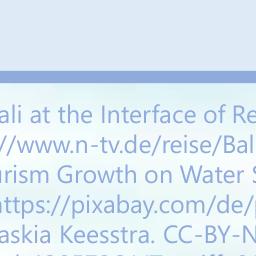 ali at the Interface of Re
//www.n-tv.de/reise/Bal
urism Growth on Water S
https://pixabay.com/de/p
askia Keesstra. CC-BY-N